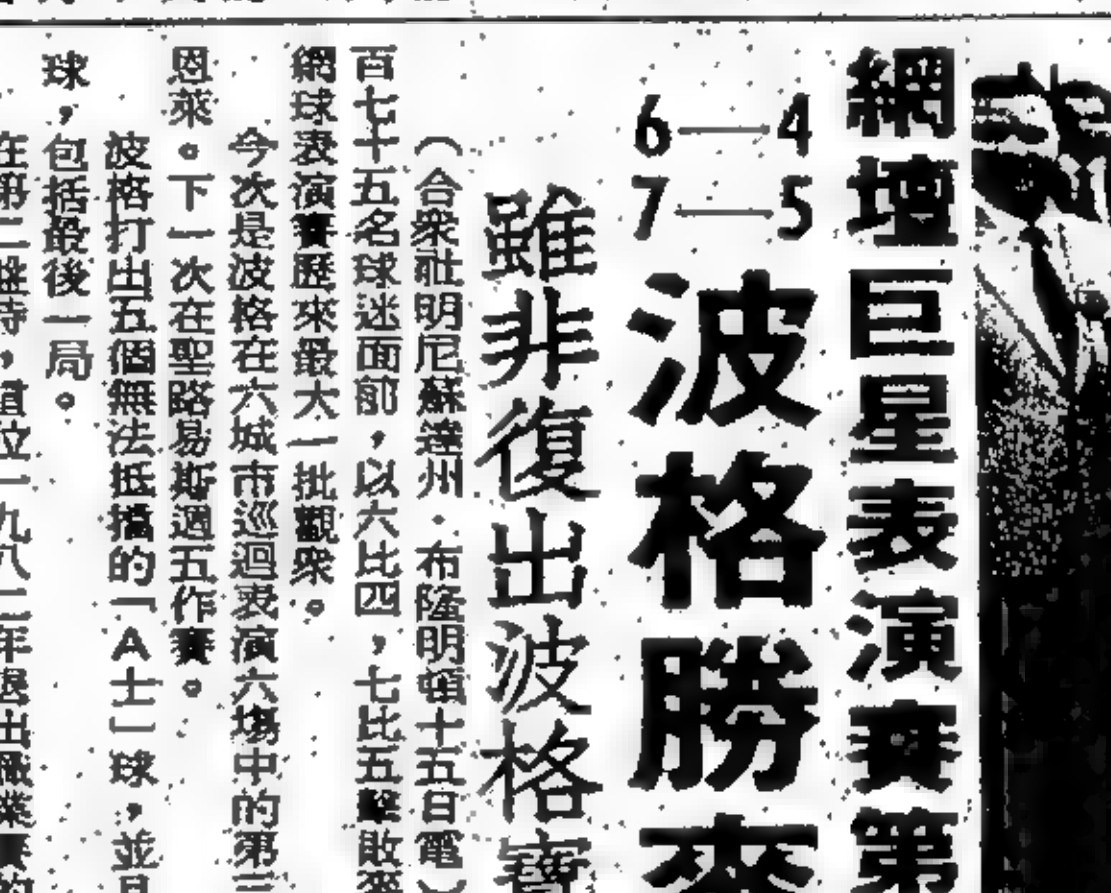 網壇巨星表演賽第
6—4
7—5
波格勝來
雖非復出波格寶
（合衆社明尼蘇達州．布隆明頓十五日電）
百七十五名球迷面前，以六比四，七比五擊敗麥
網球表演賽歷來最大一批觀衆。
今次是波格在六城市巡迴表演六場中的第三
恩萊。下一次在聖路易斯週五作賽。
波格打出五個無法抵擋的「A士」球，並且
球，包括最後一局。
在第二盤時，一九八二年退出職業賽的